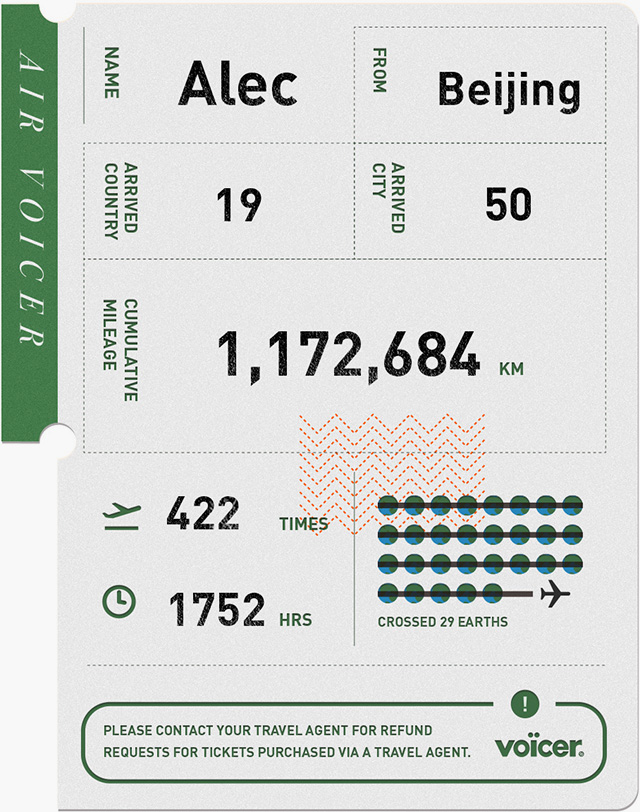 AIR VOICER
NAME
Alec
FROM
Beijing
ARRIVED
COUNTRY
19
ARRIVED
CITY
50
CUMULATIVE
MILEAGE
1,172,684 KM
422 TIMES
1752 HRS
CROSSED 29 EARTHS
!
PLEASE CONTACT YOUR TRAVEL AGENT FOR REFUND
REQUESTS FOR TICKETS PURCHASED VIA A TRAVEL AGENT.
voïcer®